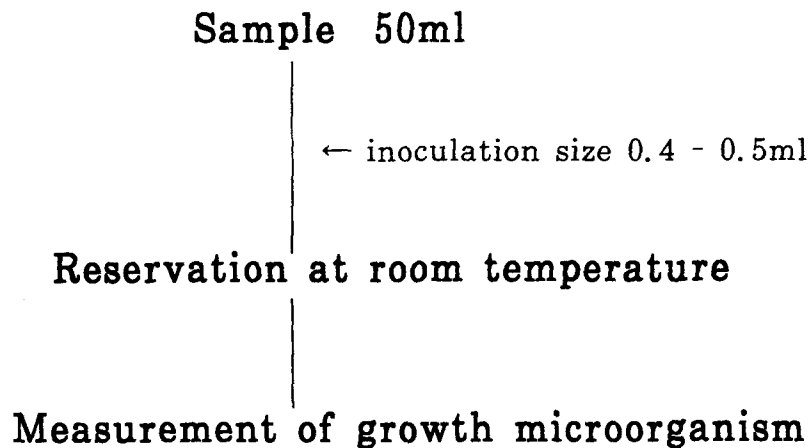 Sample 50ml
← inoculation size 0.4 - 0.5ml
Reservation at room temperature
Measurement of growth microorganism